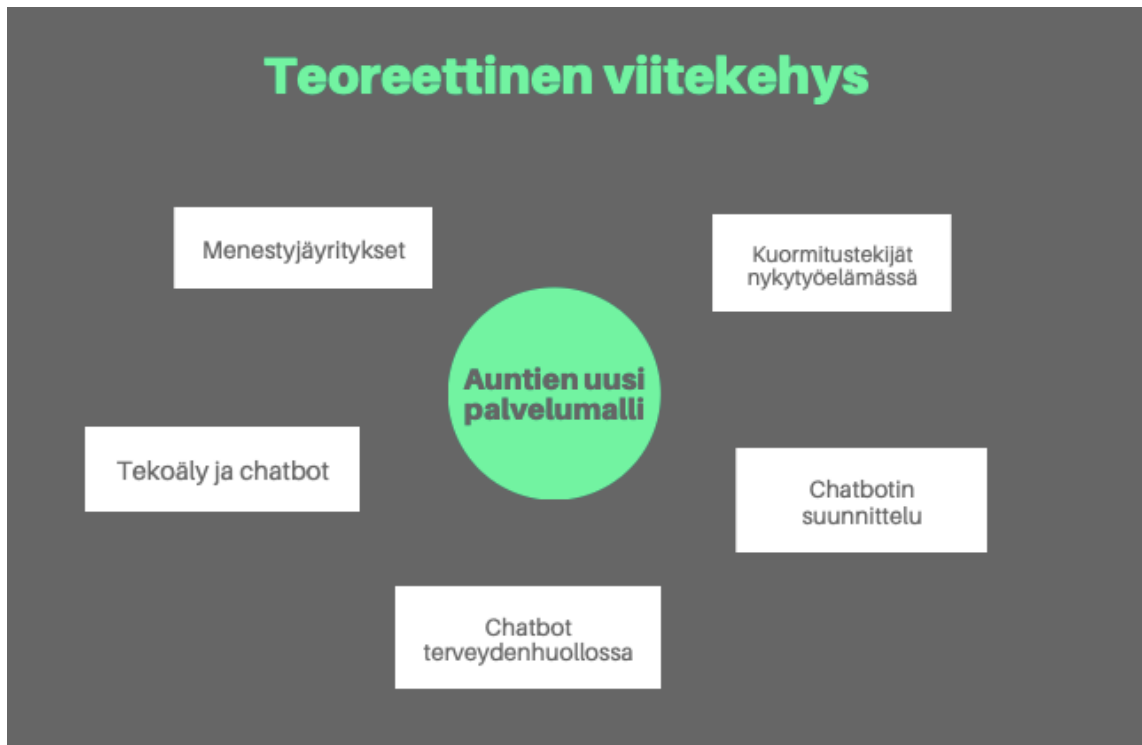 Teoreettinen viitekehys
Menestyjäyritykset
Kuormitustekijät
nykytyöelämässä
Auntien uusi
palvelumalli
Tekoäly ja chatbot
Chatbotin
suunnittelu
Chatbot
terveydenhuollossa